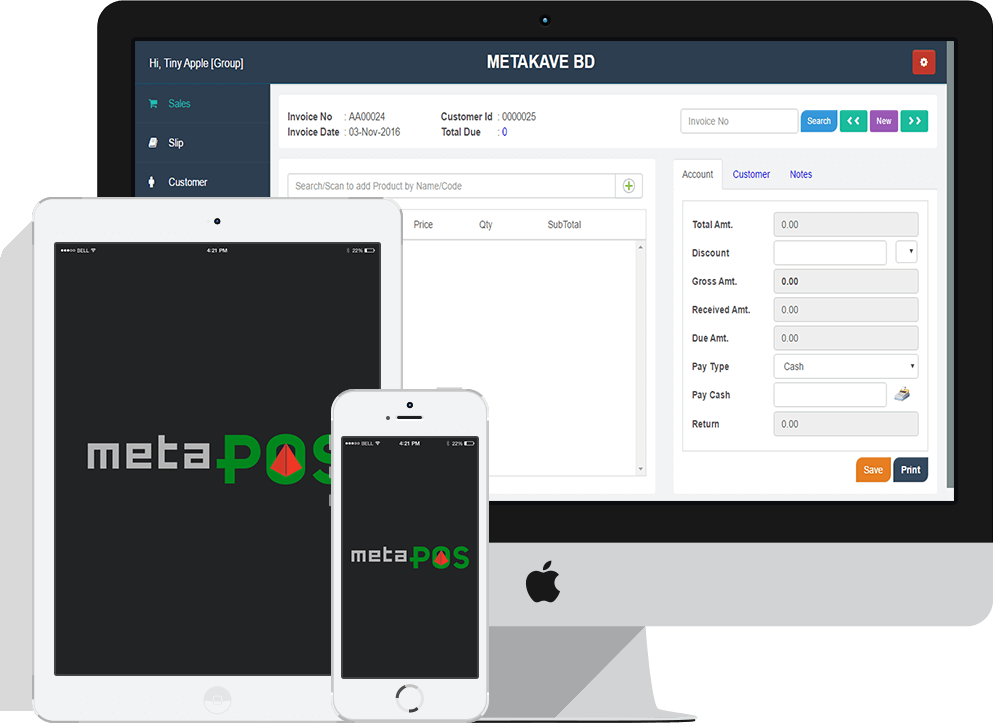 Hi, Tiny Apple [Group]
METAKAVE BD
Sales
Slip
Customer
Invoice No : AA00024
Customer Id : 0000025
Invoice Date : 03-Nov-2016
Total Due : 0
Invoice No
Search
<<
New
>>
Search/Scan to add Product by Name/Code
Price Qty SubTotal
Account Customer Notes
Total Amt. 0.00
Discount
Gross Amt. 0.00
Received Amt. 0.00
Due Amt. 0.00
Pay Type Cash
Pay Cash
Return 0.00
Save Print
BELL 4:21 PM 22%
meta POS
BELL 4:21 PM 22%
meta POS